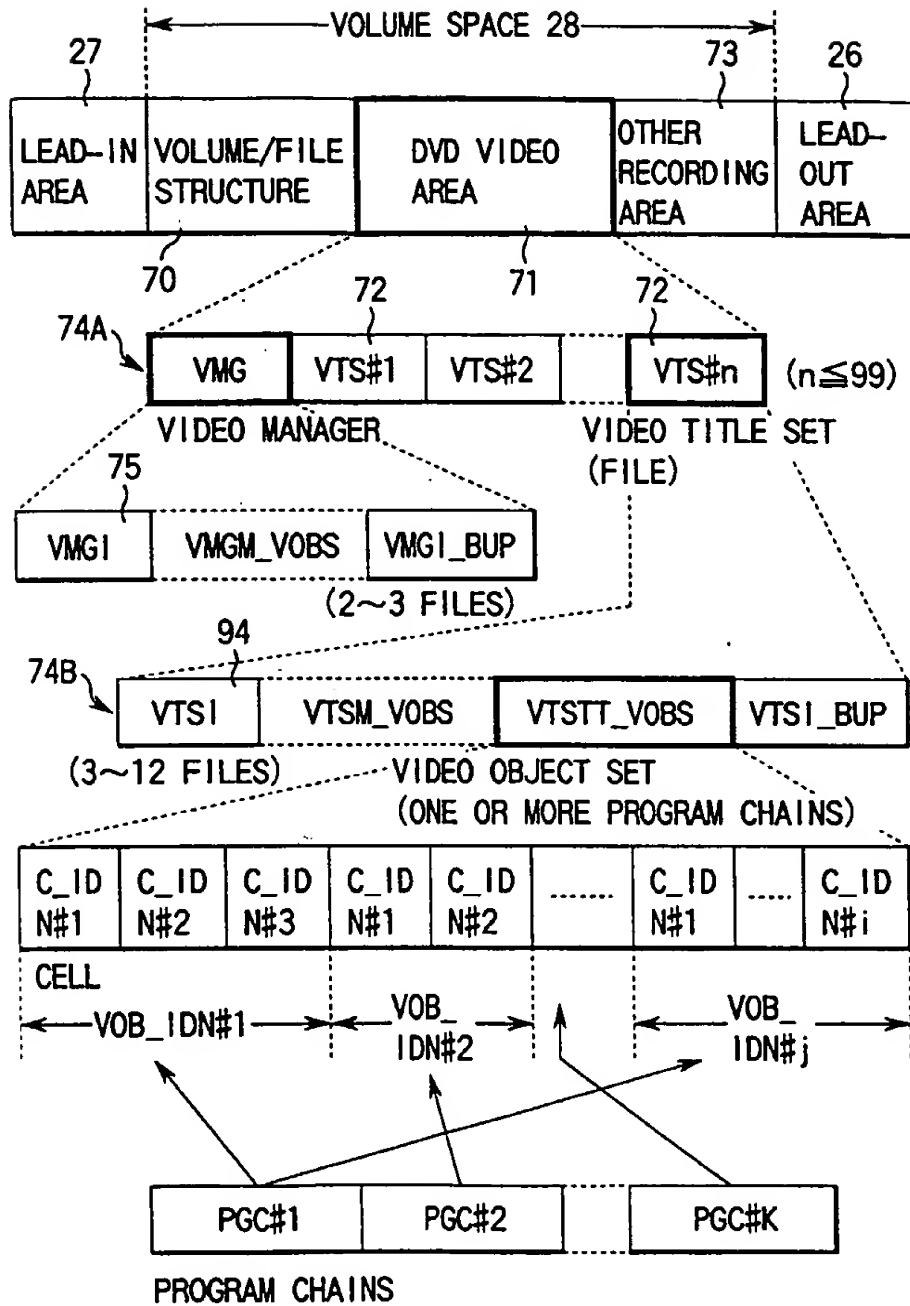 VOLUME SPACE 28
27
73
26
LEAD-IN
AREA
VOLUME/FILE
STRUCTURE
DVD VIDEO
AREA
OTHER
RECORDING
AREA
LEAD-
OUT
AREA
70
71
72
72
74A
VMG
VTS#1
VTS#2
VTS#n
(n≦99)
VIDEO MANAGER
VIDEO TITLE SET
(FILE)
75
VMGI
VMGM_VOBS
VMGI_BUP
(2~3 FILES)
94
74B
VTSI
VTSM_VOBS
VTSTT_VOBS
VTSI_BUP
(3~12 FILES)
VIDEO OBJECT SET
(ONE OR MORE PROGRAM CHAINS)
C_ID
N#1
C_ID
N#2
C_ID
N#3
C_ID
N#1
C_ID
N#2
......
C_ID
N#1
.....
C_ID
N#i
CELL
VOB_IDN#1
VOB_
IDN#2
VOB_
IDN#j
PGC#1
PGC#2
PGC#K
PROGRAM CHAINS